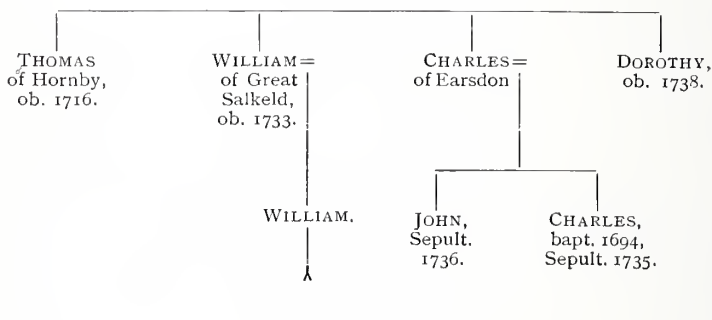 THOMAS
of Hornby,
ob. 1716.
WILLIAM=
of Great
Salkeld,
ob. 1733.
CHARLES=
of Earsdon
DOROTHY,
ob. 1738.
WILLIAM.
JOHN,
Sepult.
1736.
CHARLES,
bapt. 1694,
Sepult. 1735.